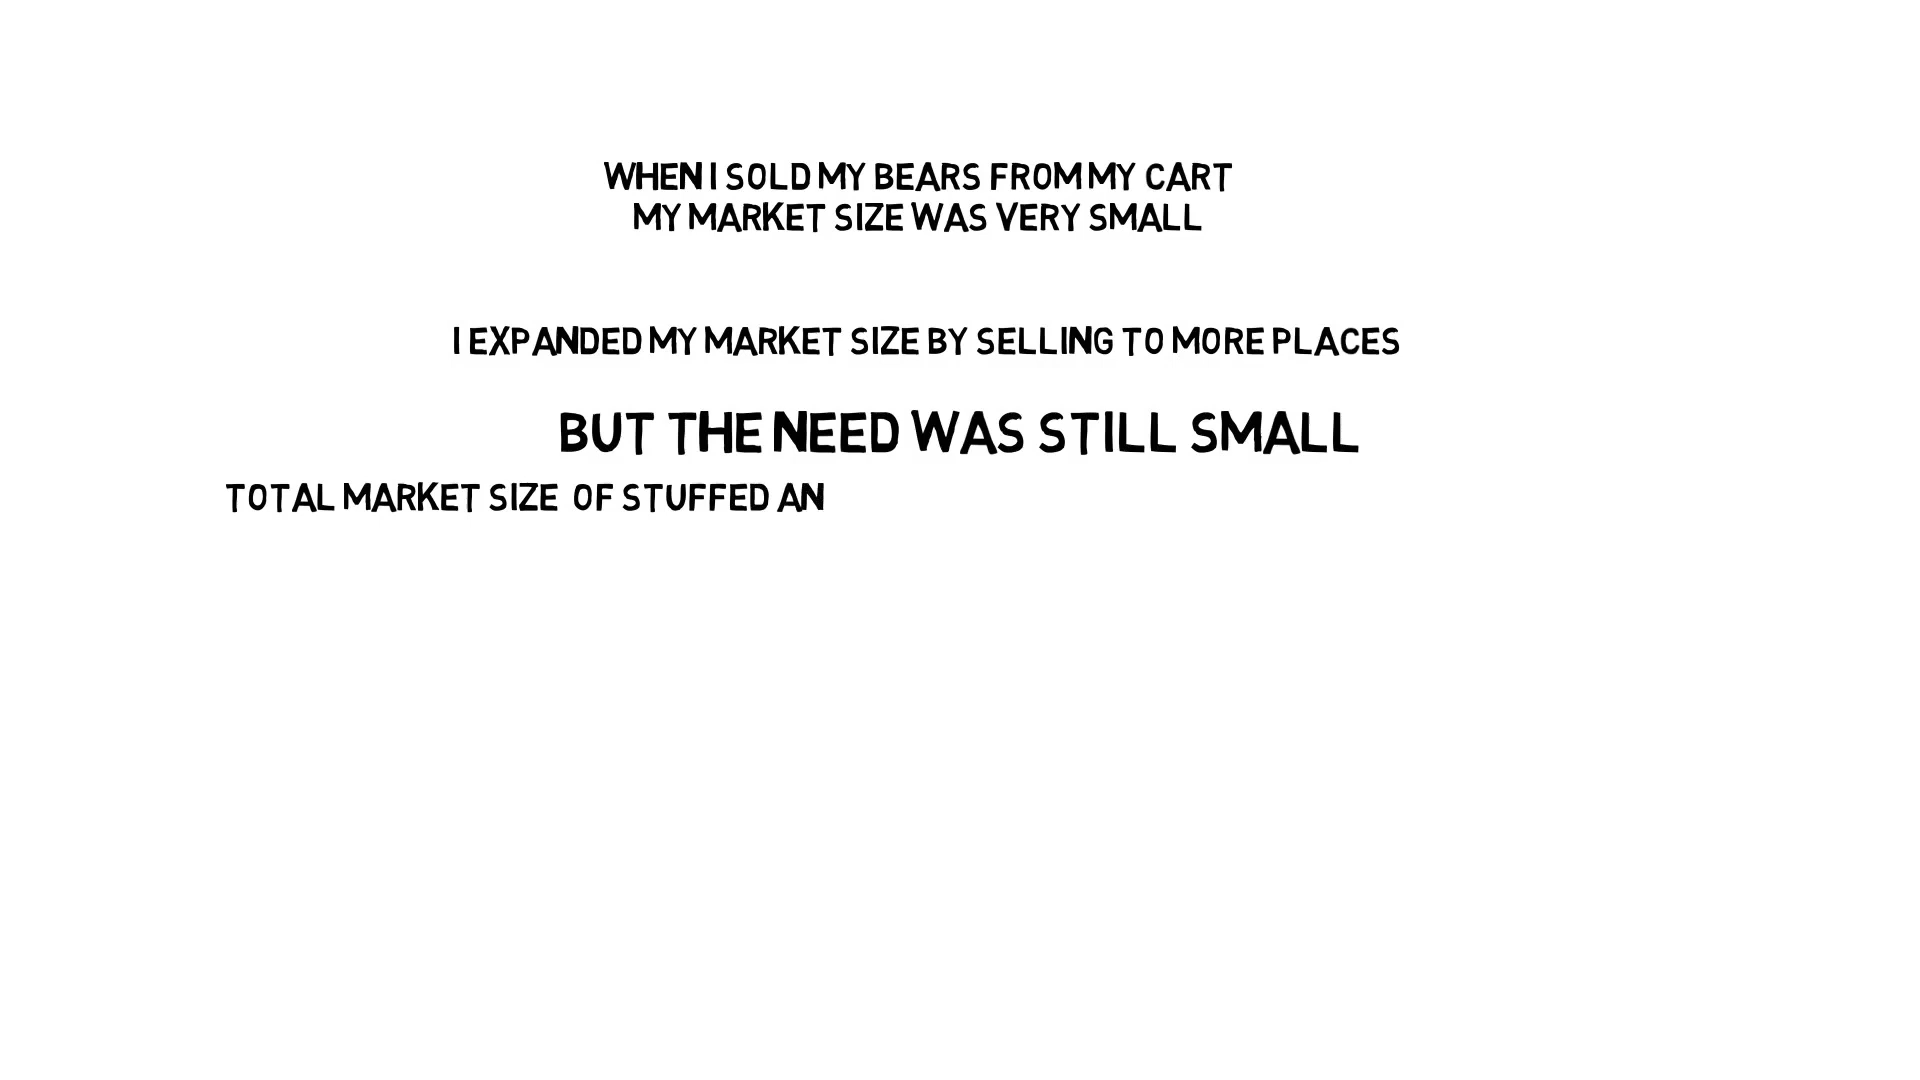 WHEN I SOLD MY BEARS FROM MY CART
MY MARKET SIZE WAS VERY SMALL
I EXPANDED MY MARKET SIZE BY SELLING TO MORE PLACES
BUT THE NEED WAS STILL SMALL
TOTAL MARKET SIZE OF STUFFED AN